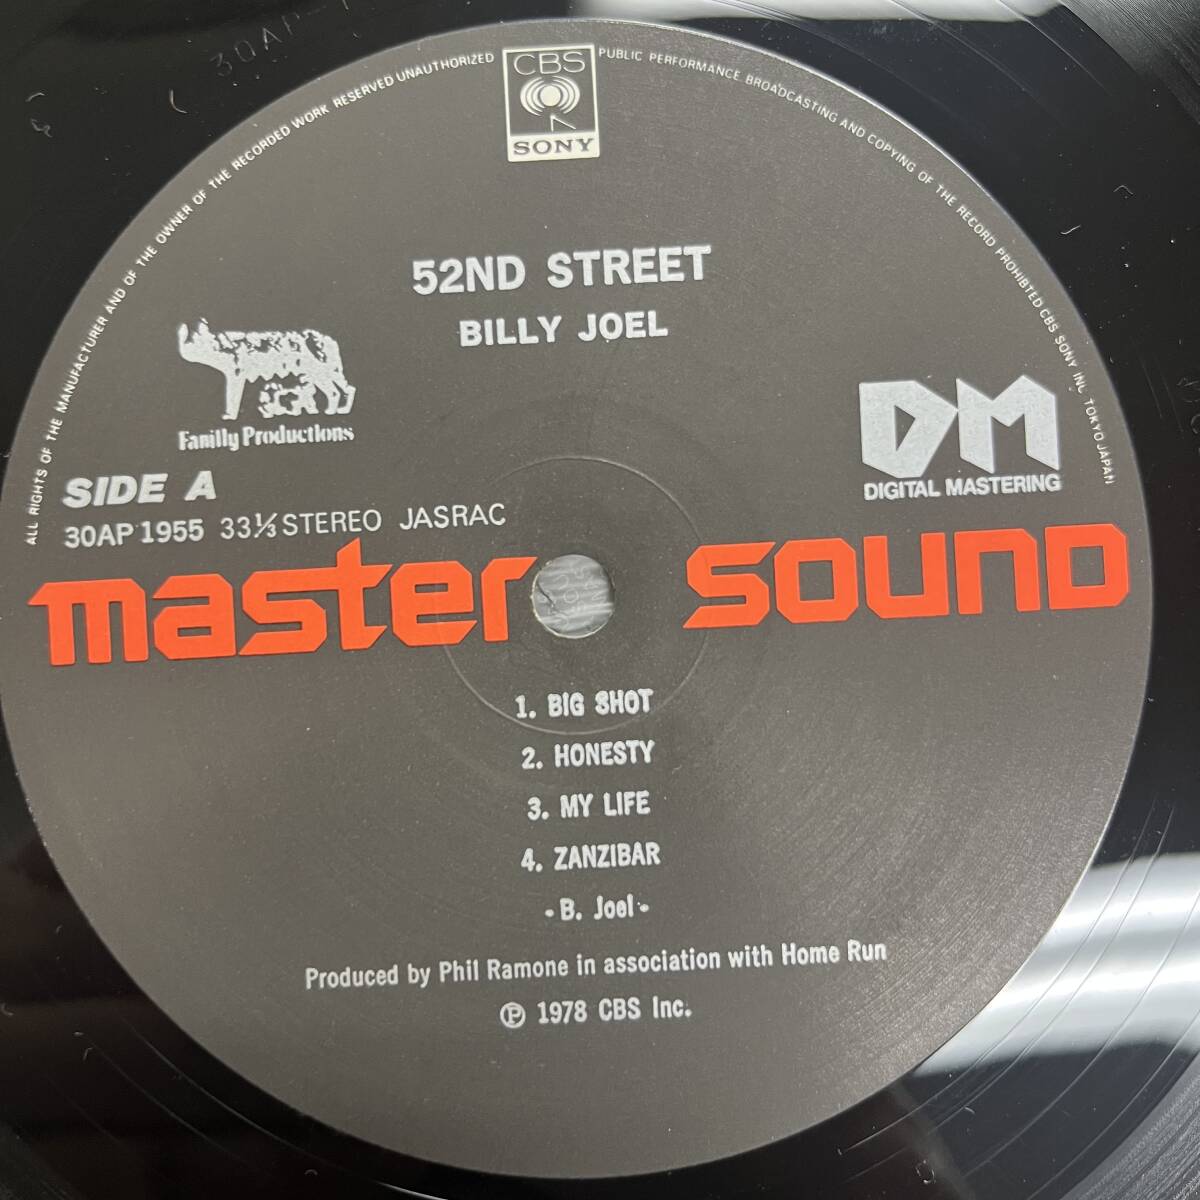 30AP-1
ALL RIGHTS OF THE MANUFACTURER AND OF THE OWNER OF THE RECORDED WORK RESERVED UNAUTHORIZED PUBLIC PERFORMANCE BROADCASTING AND COPYING OF THE RECORD PROHIBITED CBS SONY INC. TOKYO JAPAN
CBS
SONY
52ND STREET
BILLY JOEL
Familly Productions
DM
DIGITAL MASTERING
SIDE A
30AP 1955 33⅓ STEREO JASRAC
master sound
1. BIG SHOT
2. HONESTY
3. MY LIFE
4. ZANZIBAR
- B. Joel -
Produced by Phil Ramone in association with Home Run
Ⓟ 1978 CBS Inc.